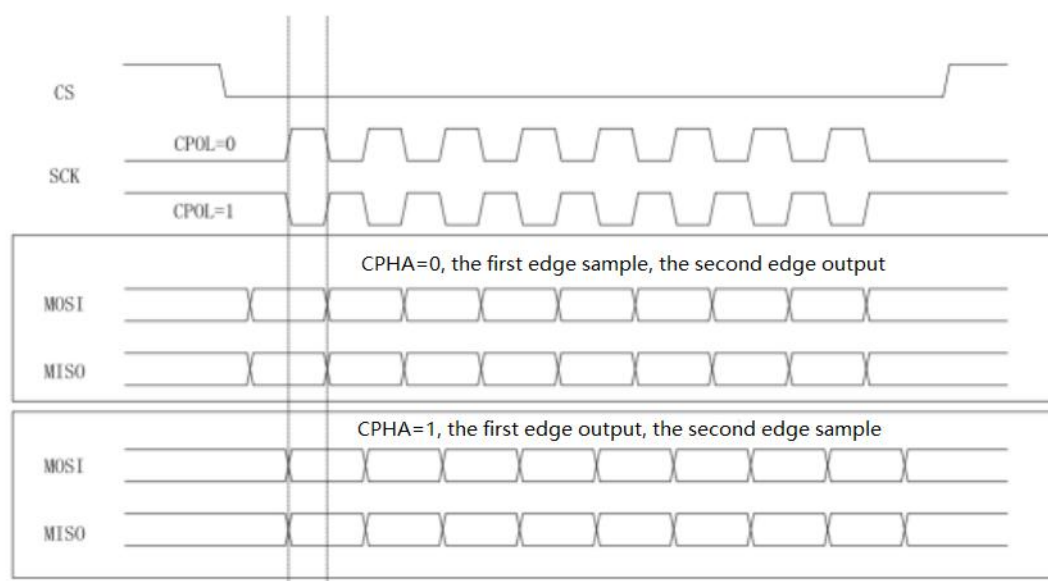 CS
CPOL=0
SCK
CPOL=1
CPHA=0, the first edge sample, the second edge output
MOSI
MISO
CPHA=1, the first edge output, the second edge sample
MOSI
MISO